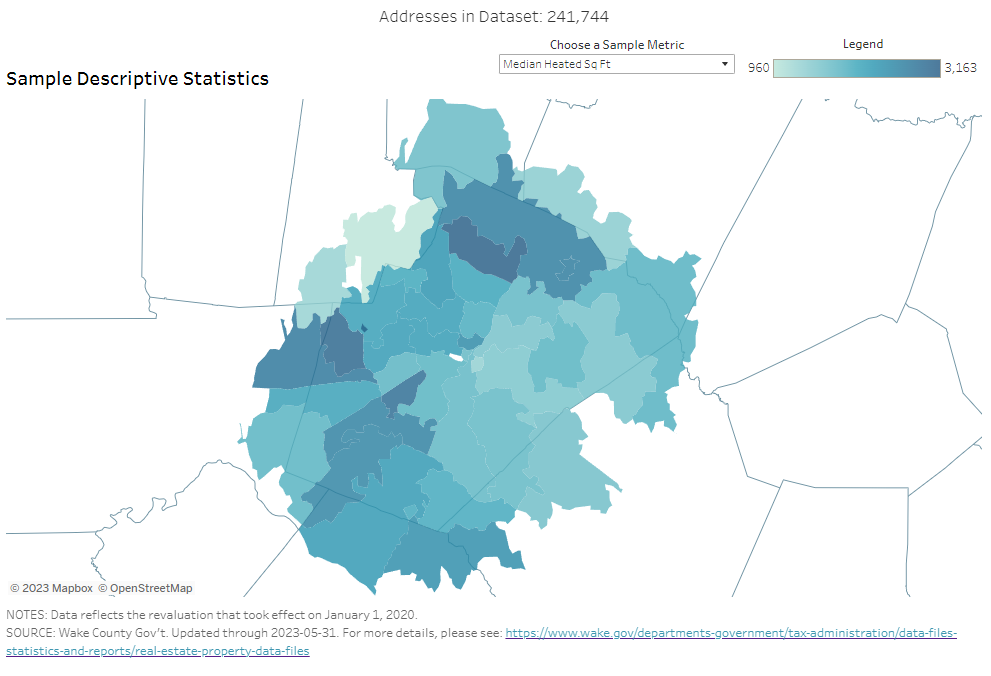 Addresses in Dataset: 241,744
Choose a Sample Metric
Legend
Median Heated Sq Ft
960
3,163
Sample Descriptive Statistics
© 2023 Mapbox © OpenStreetMap
NOTES: Data reflects the revaluation that took effect on January 1, 2020.
SOURCE: Wake County Gov't. Updated through 2023-05-31. For more details, please see: https://www.wake.gov/departments-government/tax-administration/data-files-
statistics-and-reports/real-estate-property-data-files